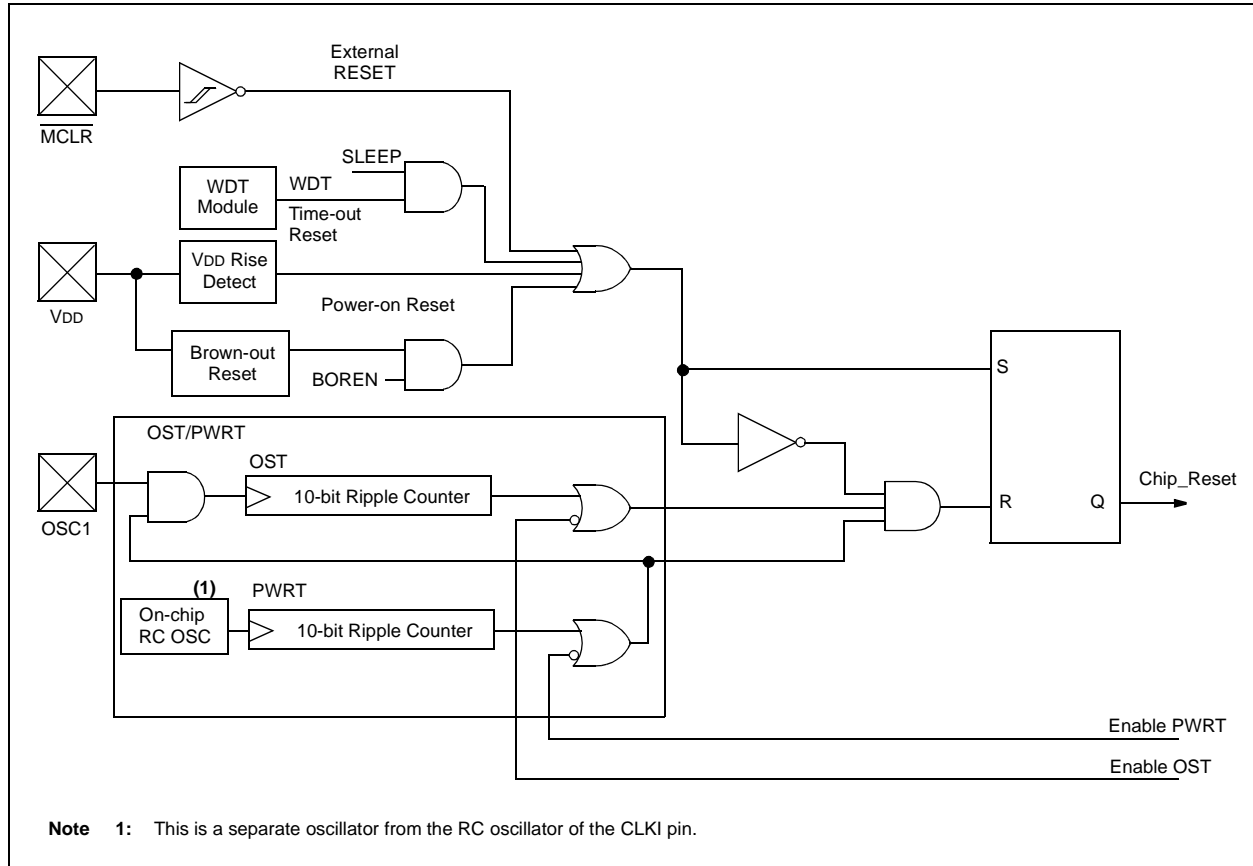 External
RESET
MCLR
SLEEP
WDT
Module
WDT
Time-out
Reset
VDD Rise
Detect
VDD
Power-on Reset
Brown-out
Reset
BOREN
S
OST/PWRT
OST
10-bit Ripple Counter
OSC1
R
Q
Chip_Reset
(1)
PWRT
On-chip
RC OSC
10-bit Ripple Counter
Enable PWRT
Enable OST
Note 1: This is a separate oscillator from the RC oscillator of the CLKI pin.